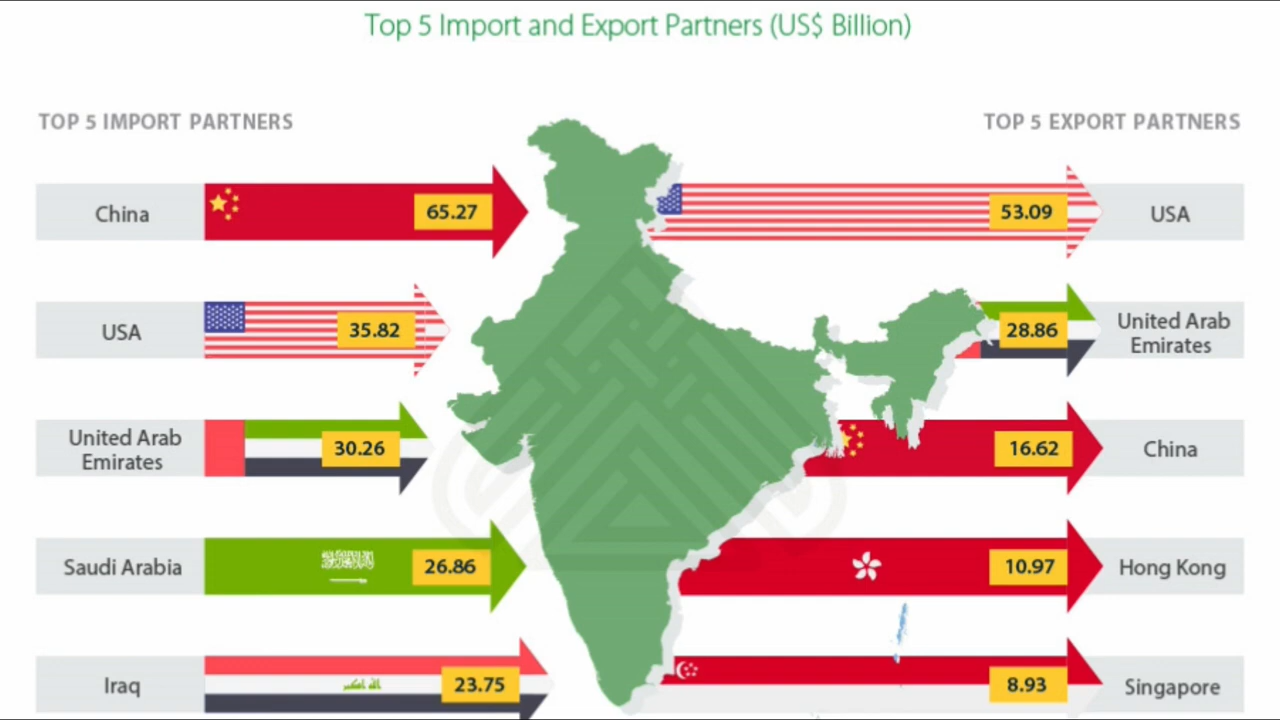 Top 5 Import and Export Partners (US$ Billion)
TOP 5 IMPORT PARTNERS
China
65.27
USA
35.82
United Arab
Emirates
30.26
Saudi Arabia
26.86
Iraq
23.75
TOP 5 EXPORT PARTNERS
53.09
USA
28.86
United Arab
Emirates
16.62
China
10.97
Hong Kong
8.93
Singapore